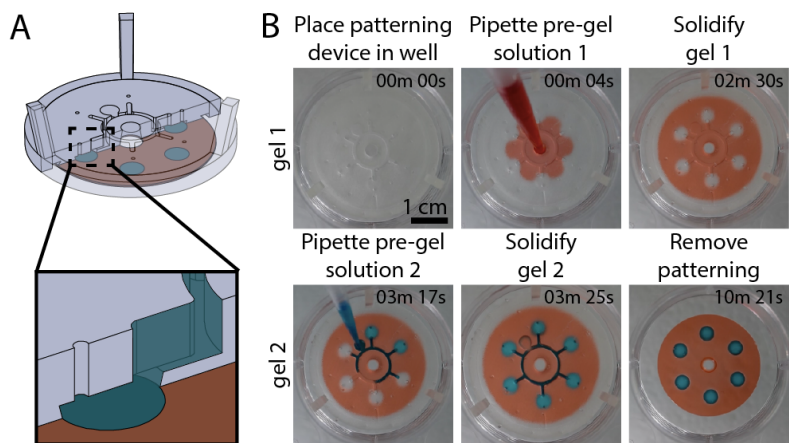 A
B
Place patterning
device in well
Pipette pre-gel
solution 1
Solidify
gel 1
gel 1
00m 00s
00m 04s
02m 30s
1 cm
Pipette pre-gel
solution 2
Solidify
gel 2
Remove
patterning
gel 2
03m 17s
03m 25s
10m 21s